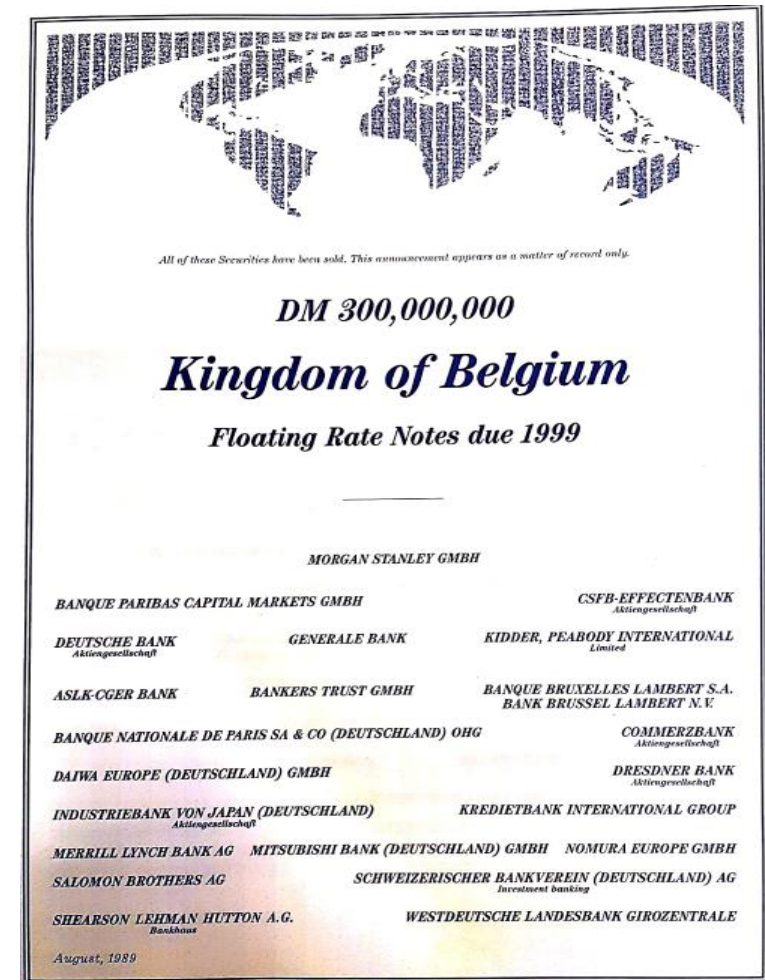 All of these Securities have been sold. This announcement appears as a matter of record only.
DM 300,000,000
Kingdom of Belgium
Floating Rate Notes due 1999
MORGAN STANLEY GMBH
BANQUE PARIBAS CAPITAL MARKETS GMBH CSFB-EFFECTENBANK
Aktiengesellschaft
DEUTSCHE BANK GENERALE BANK KIDDER, PEABODY INTERNATIONAL
Aktiengesellschaft Limited
ASLK-CGER BANK BANKERS TRUST GMBH BANQUE BRUXELLES LAMBERT S.A.
BANK BRUSSEL LAMBERT N.V.
BANQUE NATIONALE DE PARIS SA & CO (DEUTSCHLAND) OHG COMMERZBANK
Aktiengesellschaft
DAIWA EUROPE (DEUTSCHLAND) GMBH DRESDNER BANK
Aktiengesellschaft
INDUSTRIEBANK VON JAPAN (DEUTSCHLAND) KREDIETBANK INTERNATIONAL GROUP
Aktiengesellschaft
MERRILL LYNCH BANK AG MITSUBISHI BANK (DEUTSCHLAND) GMBH NOMURA EUROPE GMBH
SALOMON BROTHERS AG SCHWEIZERISCHER BANKVEREIN (DEUTSCHLAND) AG
Investment banking
SHEARSON LEHMAN HUTTON A.G. WESTDEUTSCHE LANDESBANK GIROZENTRALE
Bankhaus
August, 1989